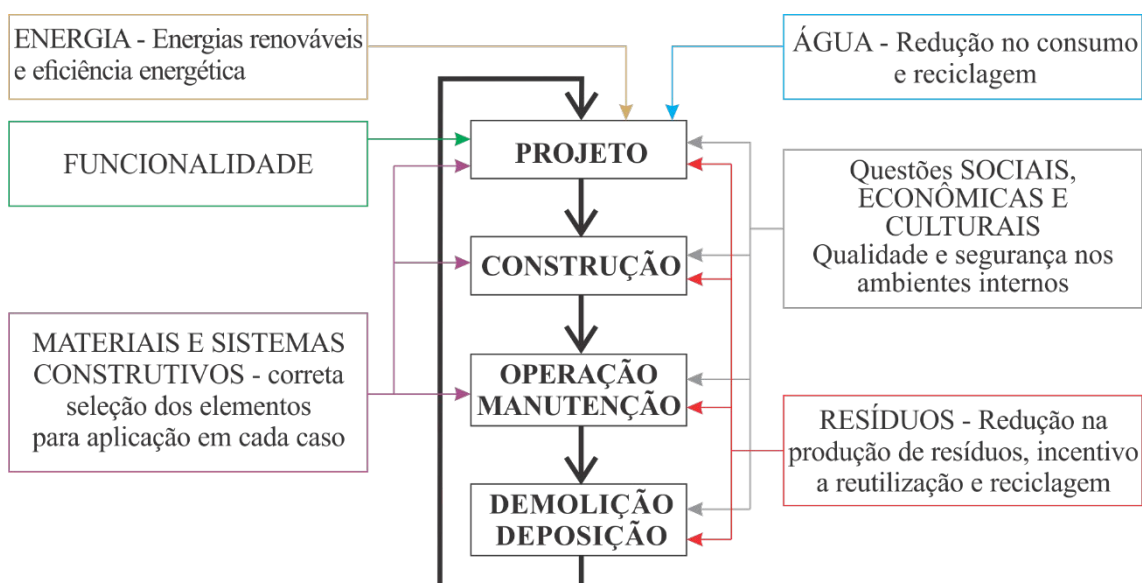 ENERGIA - Energias renováveis
e eficiência energética
ÁGUA - Redução no consumo
e reciclagem
FUNCIONALIDADE
PROJETO
Questões SOCIAIS,
ECONÔMICAS E
CULTURAIS
Qualidade e segurança nos
ambientes internos
CONSTRUÇÃO
MATERIAIS E SISTEMAS
CONSTRUTIVOS - correta
seleção dos elementos
para aplicação em cada caso
OPERAÇÃO
MANUTENÇÃO
RESÍDUOS - Redução na
produção de resíduos, incentivo
a reutilização e reciclagem
DEMOLIÇÃO
DEPOSIÇÃO